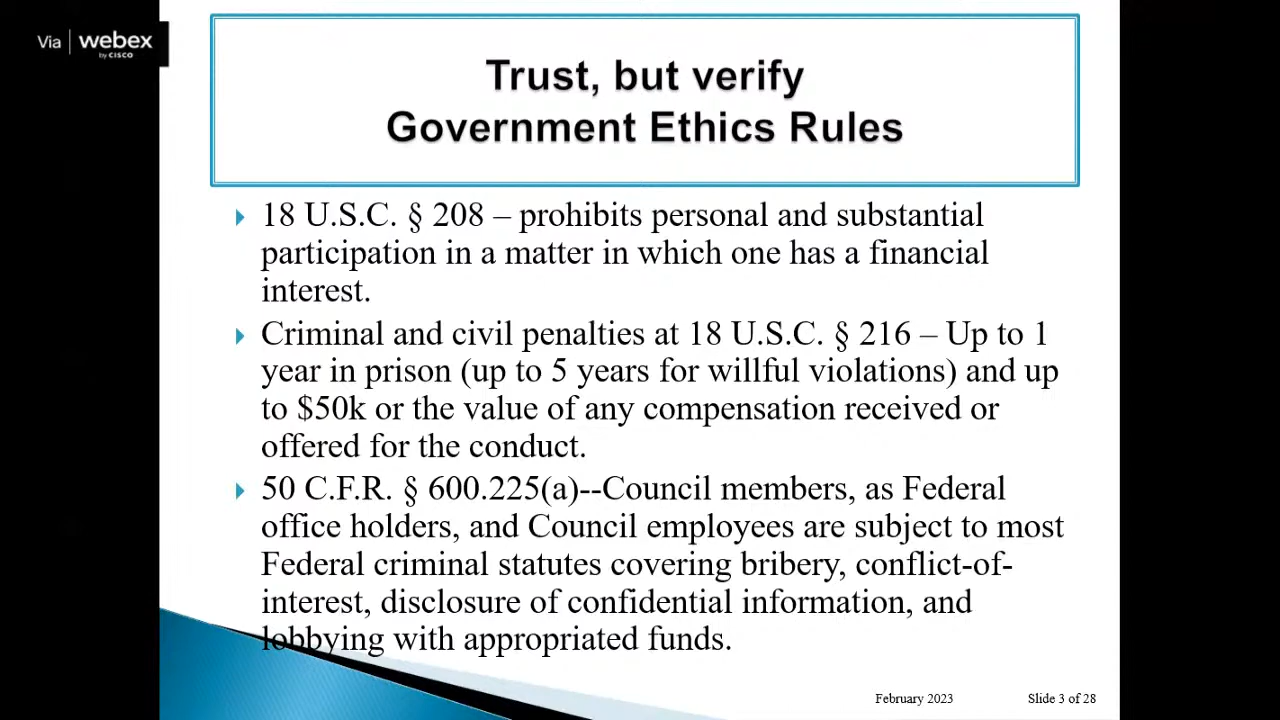 Via webex
by CISCO
Trust, but verify
Government Ethics Rules
18 U.S.C. § 208 – prohibits personal and substantial
participation in a matter in which one has a financial
interest.
Criminal and civil penalties at 18 U.S.C. § 216 – Up to 1
year in prison (up to 5 years for willful violations) and up
to $50k or the value of any compensation received or
offered for the conduct.
50 C.F.R. § 600.225(a)--Council members, as Federal
office holders, and Council employees are subject to most
Federal criminal statutes covering bribery, conflict-of-
interest, disclosure of confidential information, and
lobbying with appropriated funds.
February 2023 Slide 3 of 28